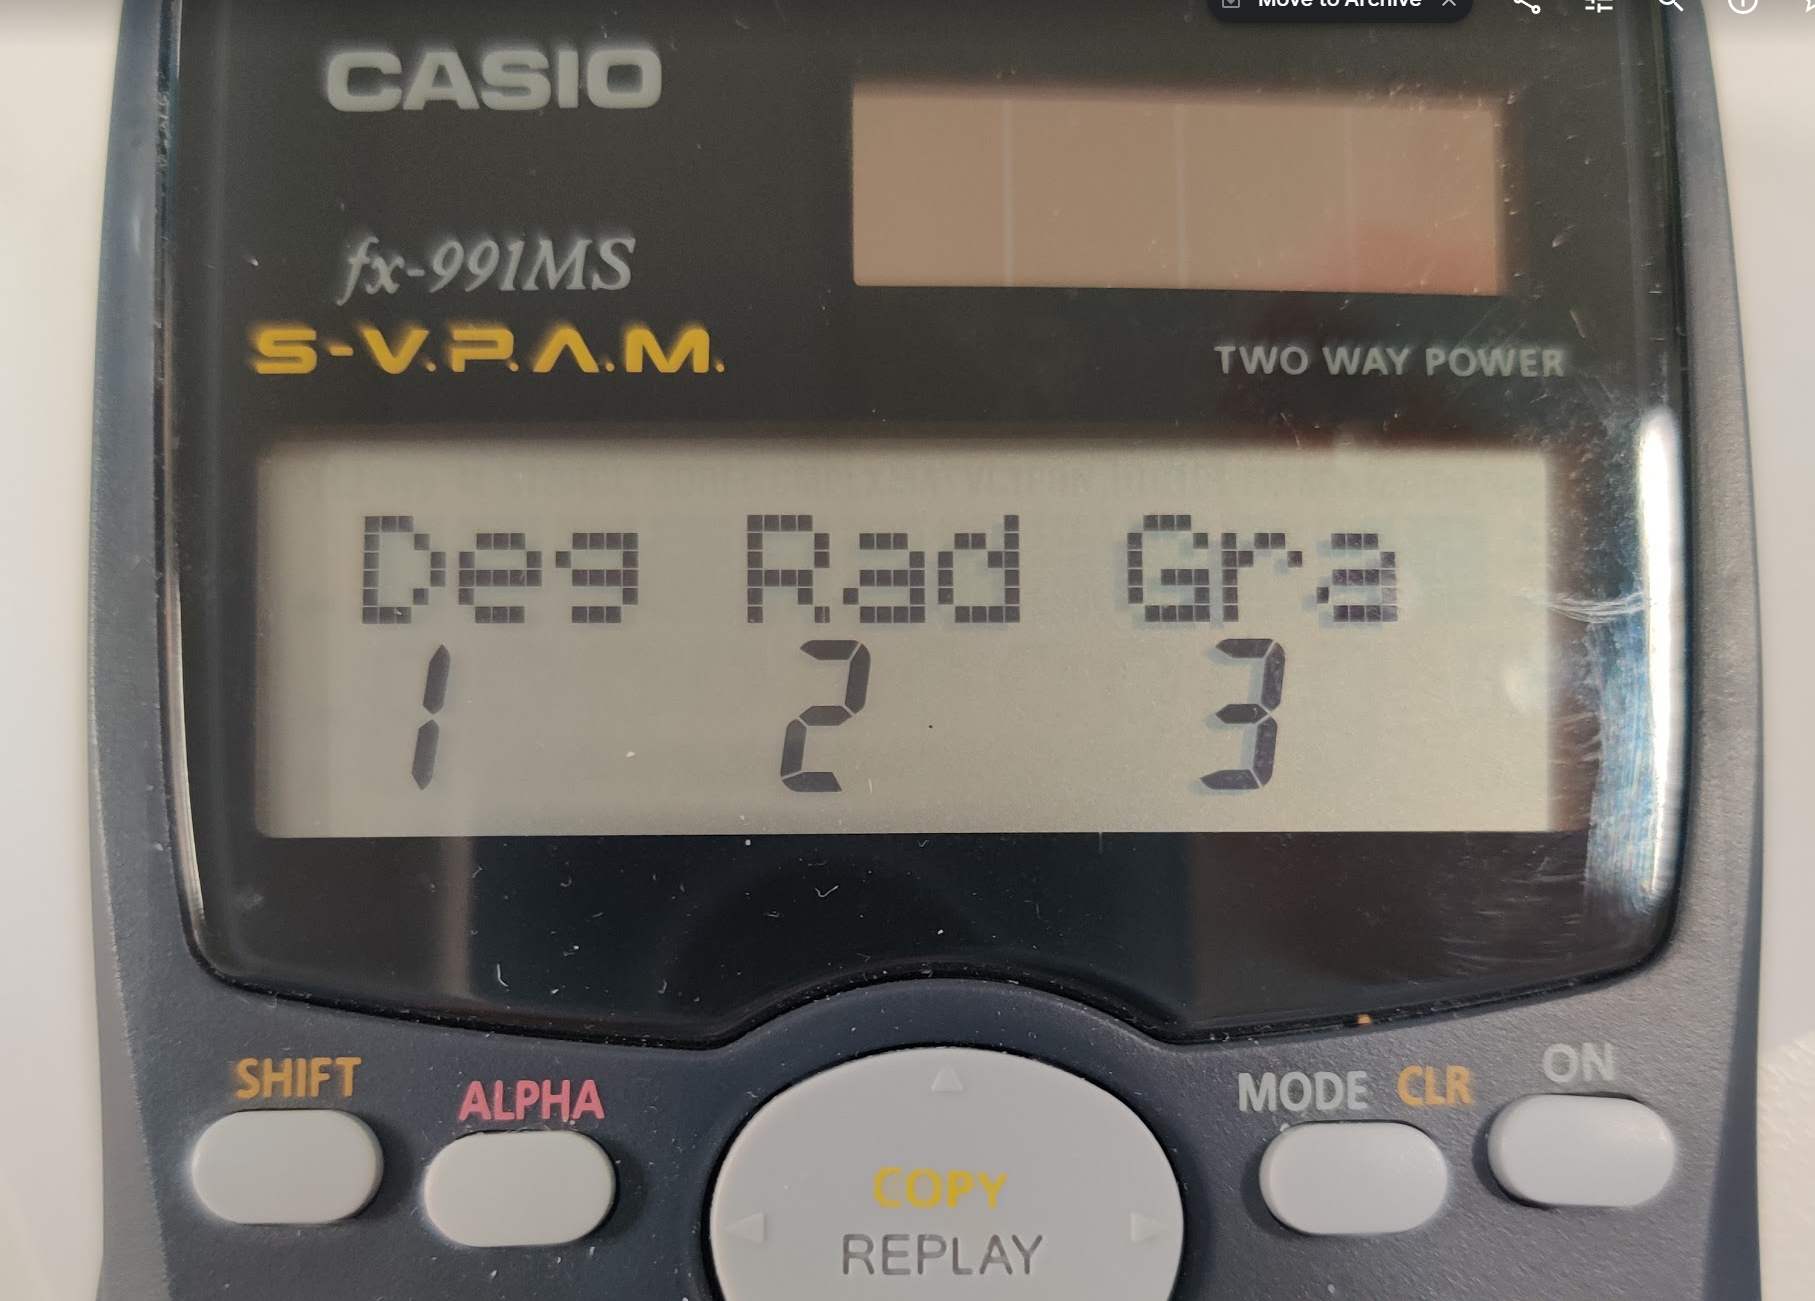 Move to Archive
CASIO
fx-991MS
S-V.P.A.M.
TWO WAY POWER
Deg Rad Gra
1 2 3
SHIFT
ALPHA
MODE CLR
ON
COPY
REPLAY